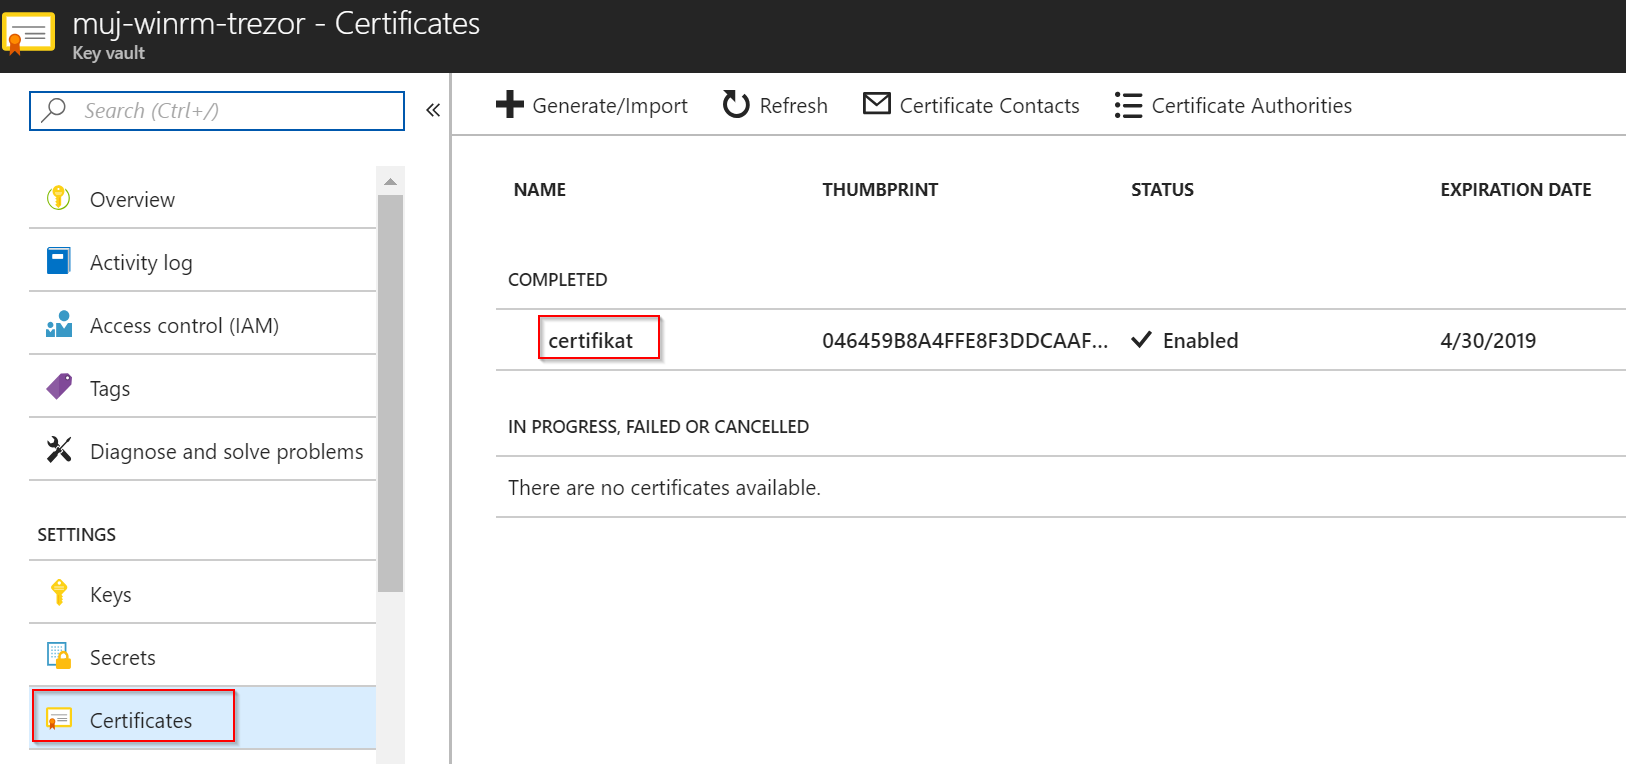 muj-winrm-trezor - Certificates
Key vault
Search (Ctrl+/)
Overview
Activity log
Access control (IAM)
Tags
Diagnose and solve problems
SETTINGS
Keys
Secrets
Certificates
Generate/Import Refresh Certificate Contacts Certificate Authorities
NAME THUMBPRINT STATUS EXPIRATION DATE
COMPLETED
certifikat 046459B8A4FFE8F3DDCAAF... Enabled 4/30/2019
IN PROGRESS, FAILED OR CANCELLED
There are no certificates available.